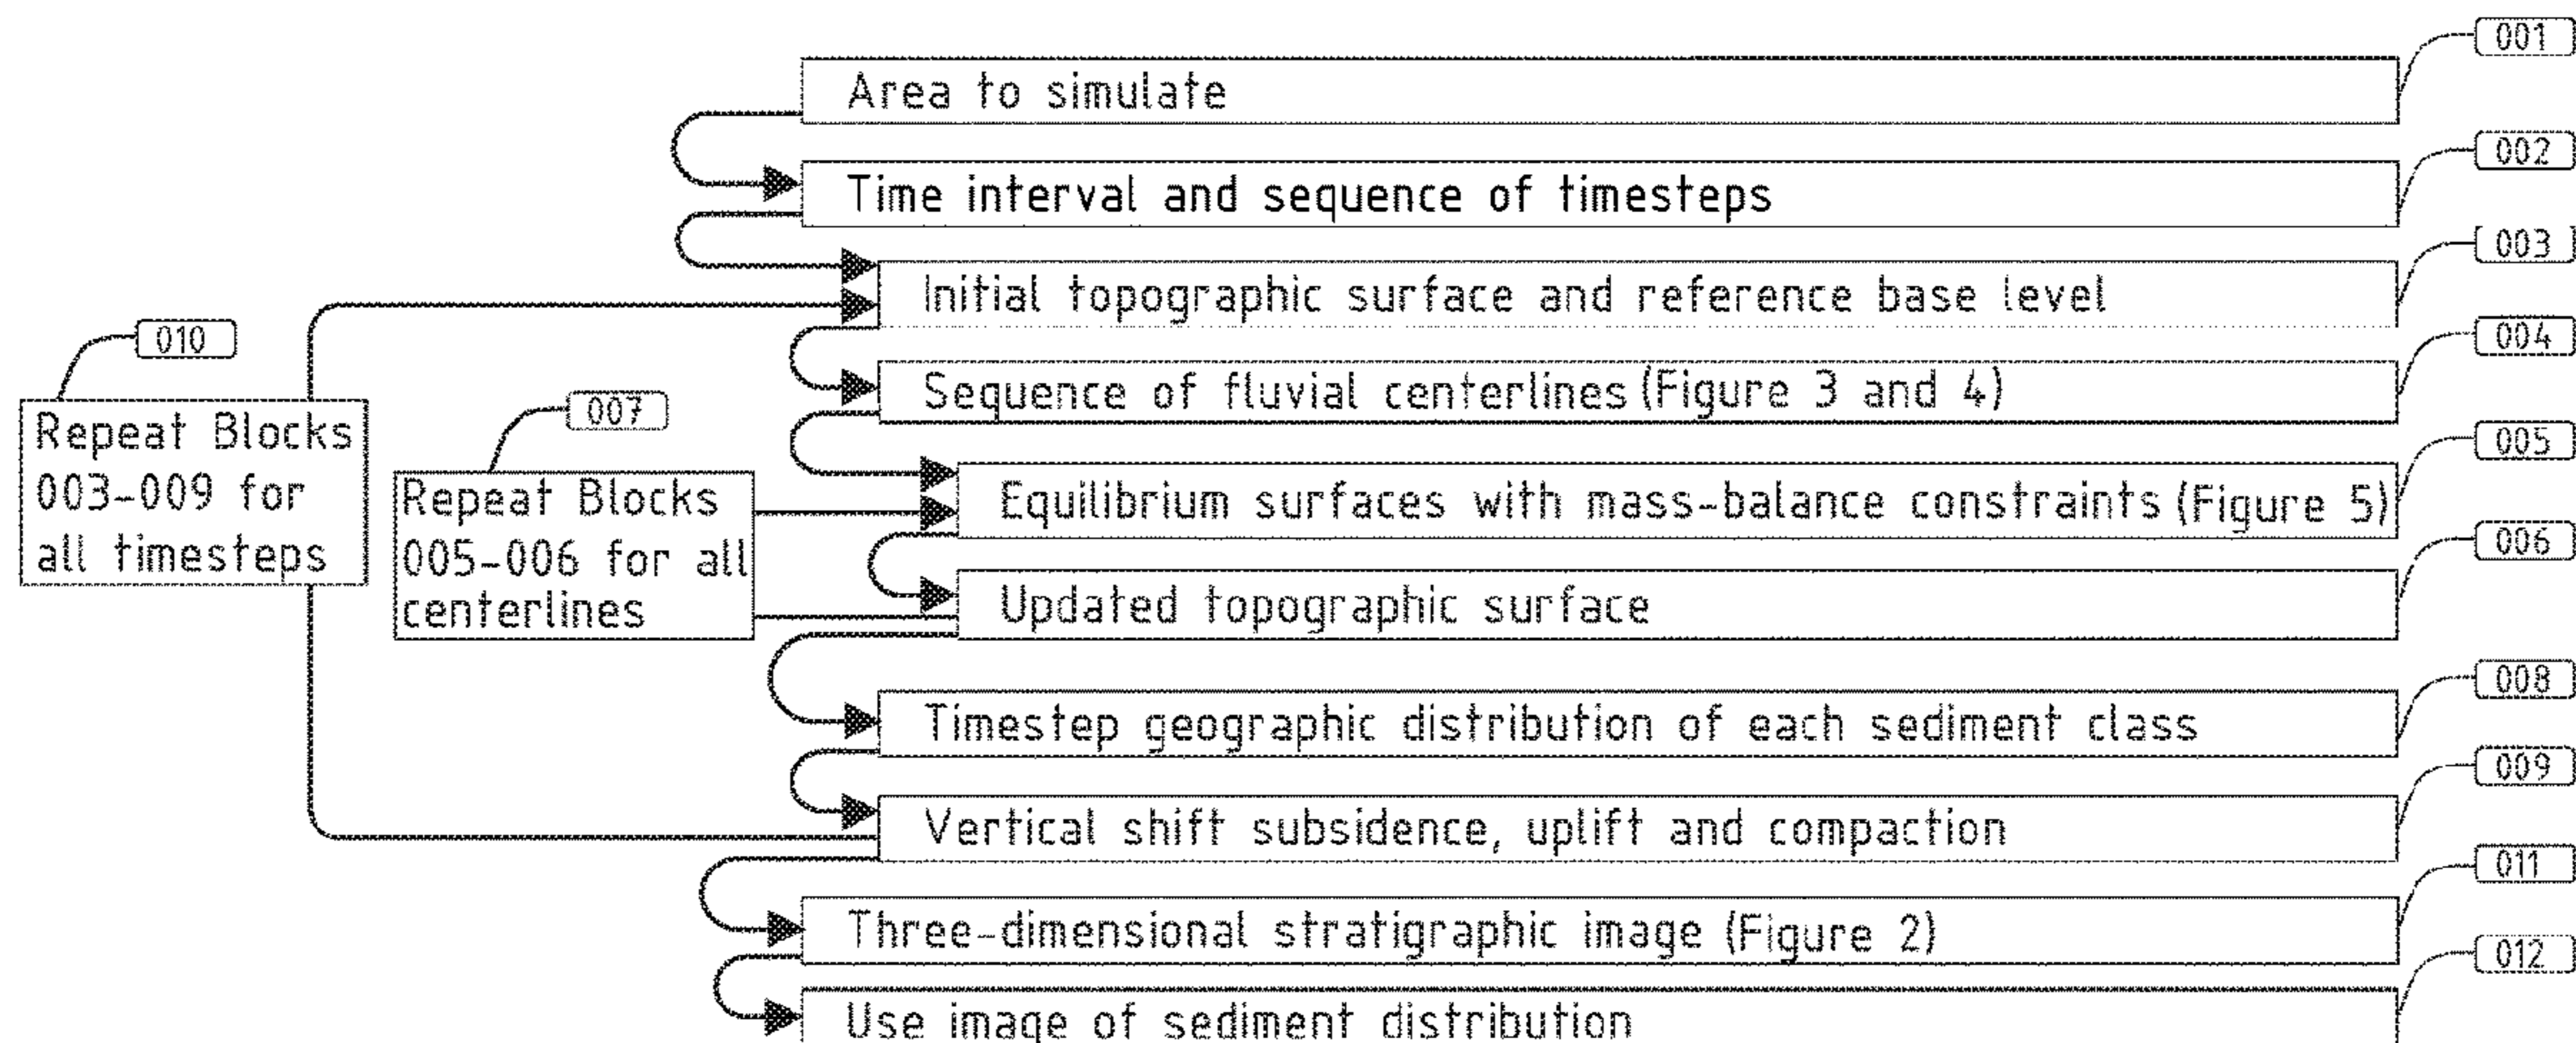 001
Area to simulate
002
Time interval and sequence of timesteps
003
Initial topographic surface and reference base level
004
Sequence of fluvial centerlines (Figure 3 and 4)
010
Repeat Blocks
003-009 for
all timesteps
007
Repeat Blocks
005-006 for all
centerlines
005
Equilibrium surfaces with mass-balance constraints (Figure 5)
006
Updated topographic surface
008
Timestep geographic distribution of each sediment class
009
Vertical shift subsidence, uplift and compaction
011
Three-dimensional stratigraphic image (Figure 2)
012
Use image of sediment distribution